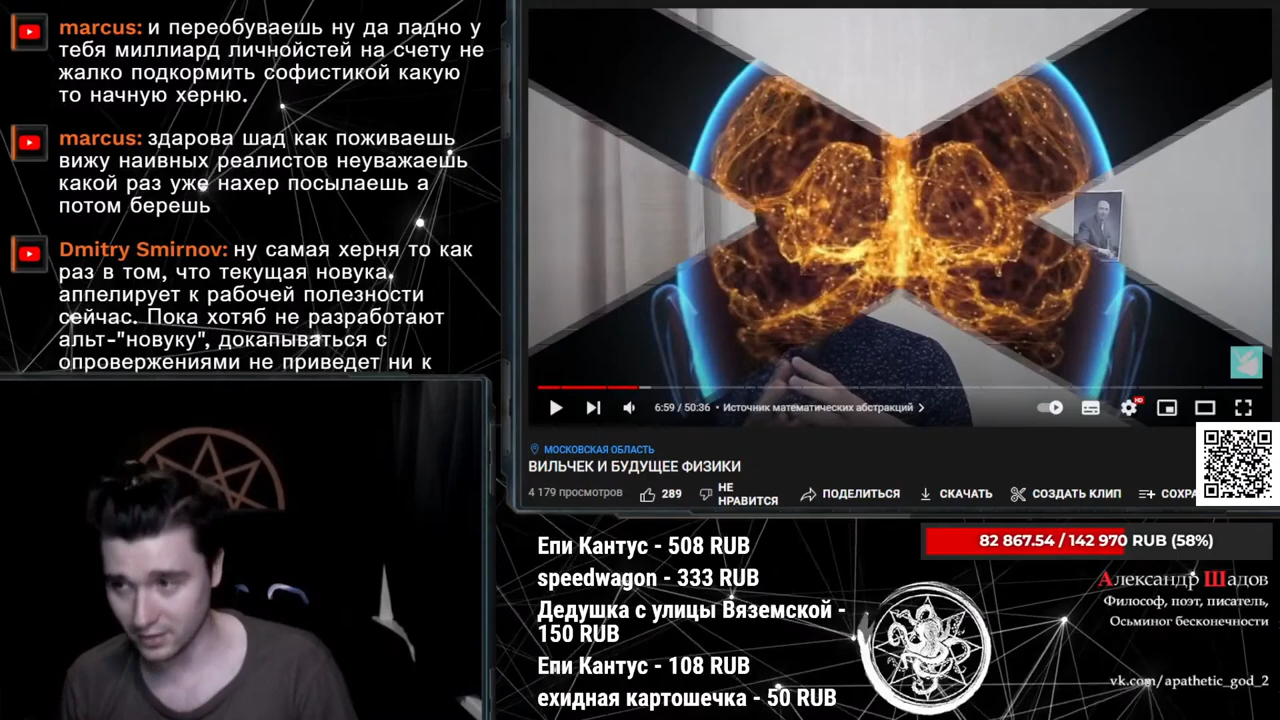 marcus: и переобуваешь ну да ладно у
тебя миллиард личнойстей на счету не
жалко подкормить софистикой какую
то начную херню.
marcus: здарова шад как поживаешь
вижу наивных реалистов неуважаешь
какой раз уже нахер посылаешь а
потом берешь
Dmitry Smirnov: ну самая херня то как
раз в том, что текущая новука,
аппелирует к рабочей полезности
сейчас. Пока хотяб не разработают
альт-"новуку", докапываться с
опровержениями не приведет ни к
HD
6:59 / 50:36 • Источник математических абстракций
МОСКОВСКАЯ ОБЛАСТЬ
ВИЛЬЧЕК И БУДУЩЕЕ ФИЗИКИ
4 179 просмотров
289
НЕ
НРАВИТСЯ
ПОДЕЛИТЬСЯ
СКАЧАТЬ
СОЗДАТЬ КЛИП
СОХРА
Епи Кантус - 508 RUB
speedwagon - 333 RUB
Дедушка с улицы Вяземской -
150 RUB
Епи Кантус - 108 RUB
ехидная картошечка - 50 RUB
82 867.54 / 142 970 RUB (58%)
Александр Шадов
Философ, поэт, писатель,
Осьминог бесконечности
vk.com/apathetic_god_2